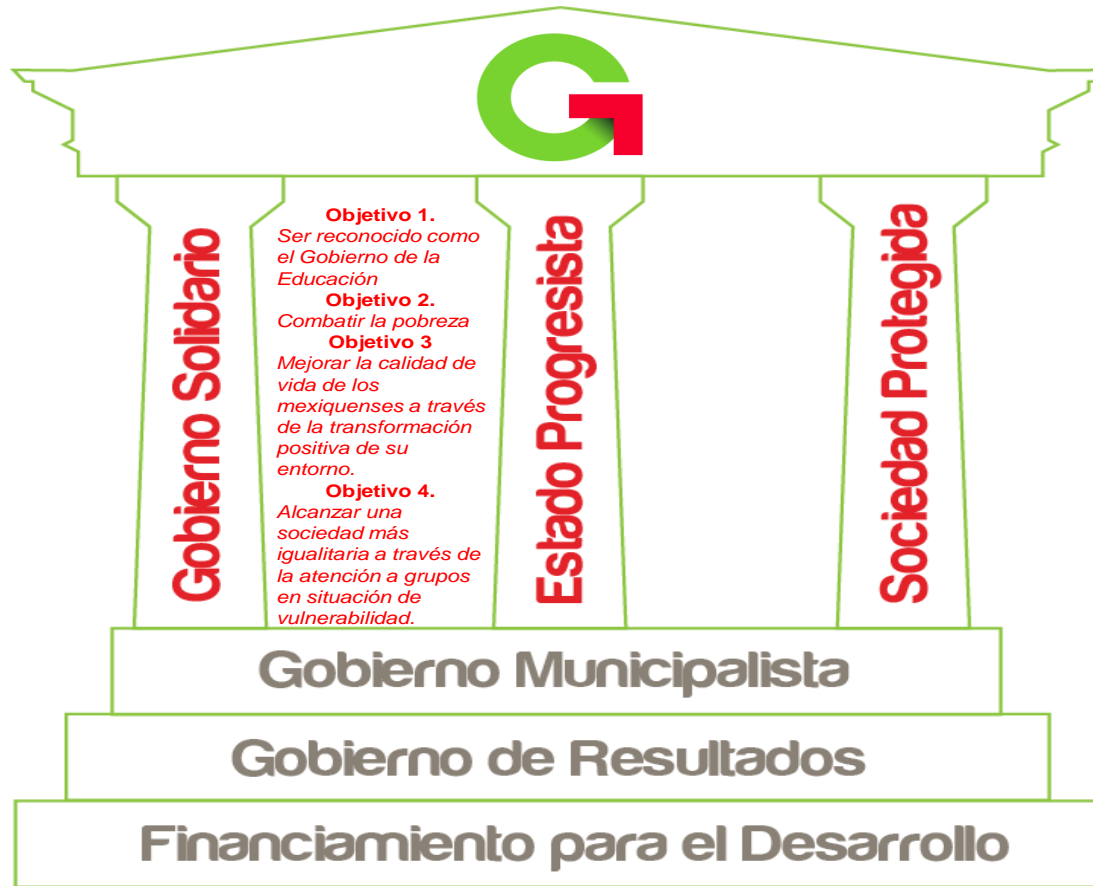 Gobierno Solidario
Objetivo 1.
Ser reconocido como
el Gobierno de la
Educación
Objetivo 2.
Combatir la pobreza
Objetivo 3
Mejorar la calidad de
vida de los
mexiquenses a través
de la transformación
positiva de su
entorno.
Objetivo 4.
Alcanzar una
sociedad más
igualitaria a través de
la atención a grupos
en situación de
vulnerabilidad.
Estado Progresista
Sociedad Protegida
Gobierno Municipalista
Gobierno de Resultados
Financiamiento para el Desarrollo